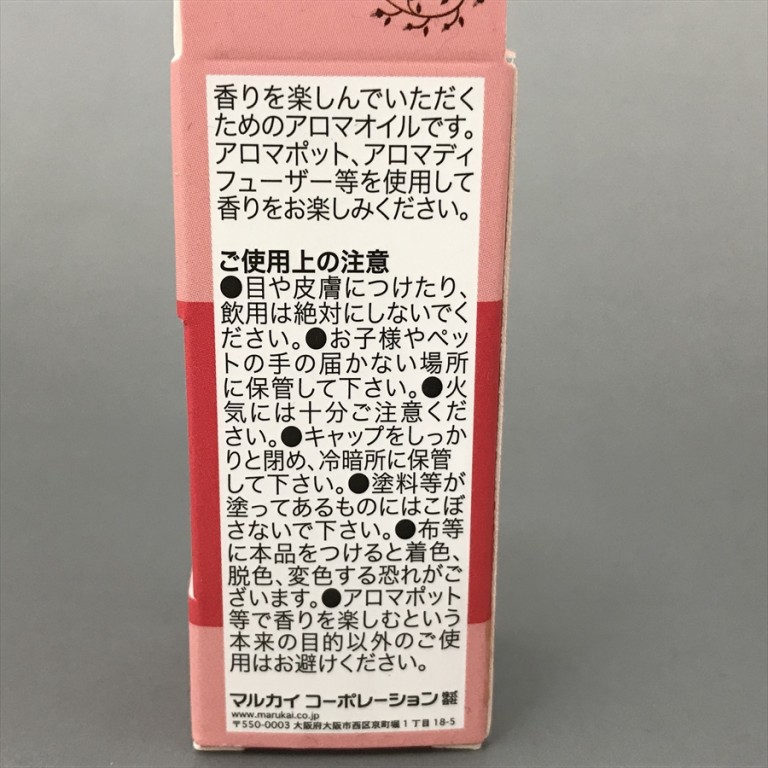 香りを楽しんでいただく
ためのアロマオイルです。
アロマポット、アロマディ
フューザー等を使用して
香りをお楽しみください。
ご使用上の注意
●目や皮膚につけたり、
飲用は絶対にしないでく
ださい。●お子様やペッ
トの手の届かない場所
に保管して下さい。●火
気には十分ご注意くだ
さい。●キャップをしっか
りと閉め、冷暗所に保管
して下さい。●塗料等が
塗ってあるものにはこぼ
さないで下さい。●布等
に本品をつけると着色、
脱色、変色する恐れがご
ざいます。●アロマポット
等で香りを楽しむという
本来の目的以外のご使
用はお避けください。
マルカイ コーポレーション 株式会社
www.marukai.co.jp
〒550-0003 大阪府大阪市西区京町堀1丁目18-5